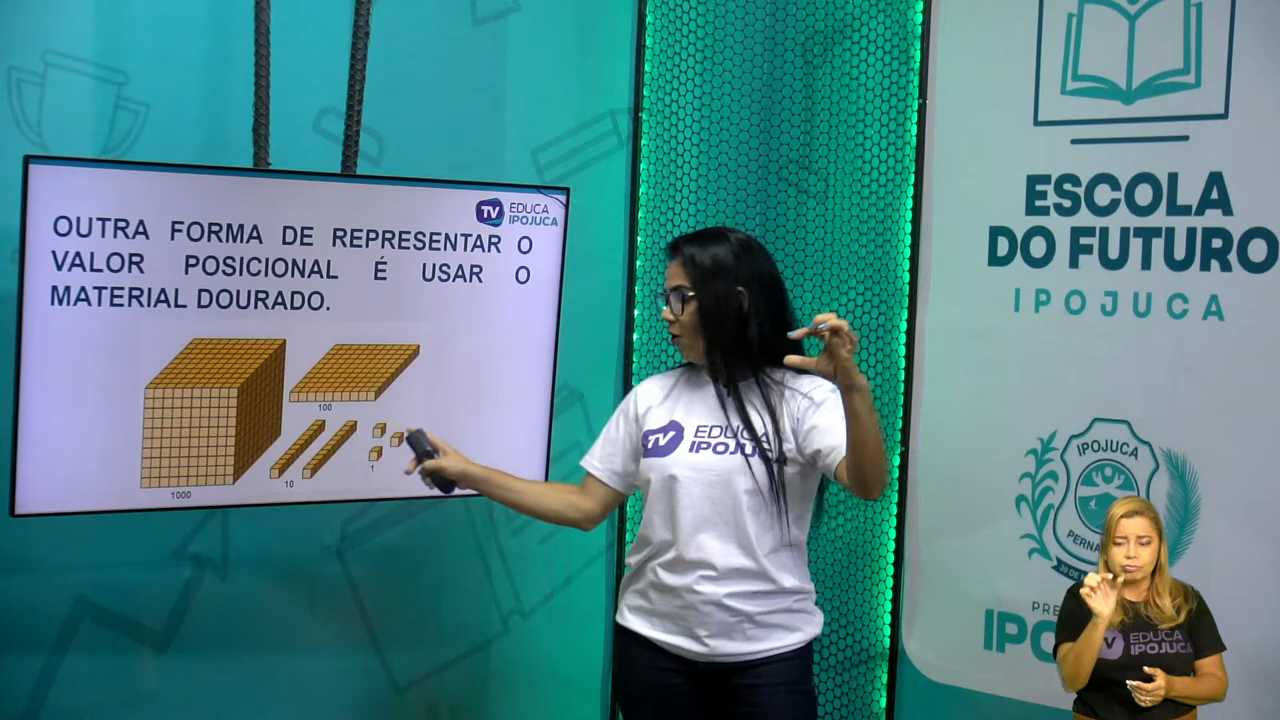 TV EDUCA
IPOJUCA
OUTRA FORMA DE REPRESENTAR O
VALOR POSICIONAL É USAR O
MATERIAL DOURADO.
100
1
10
1000
TV EDUCA
IPOJUCA
ESCOLA
DO FUTURO
IPOJUCA
IPOJUCA
EDUCA
IPOJUCA